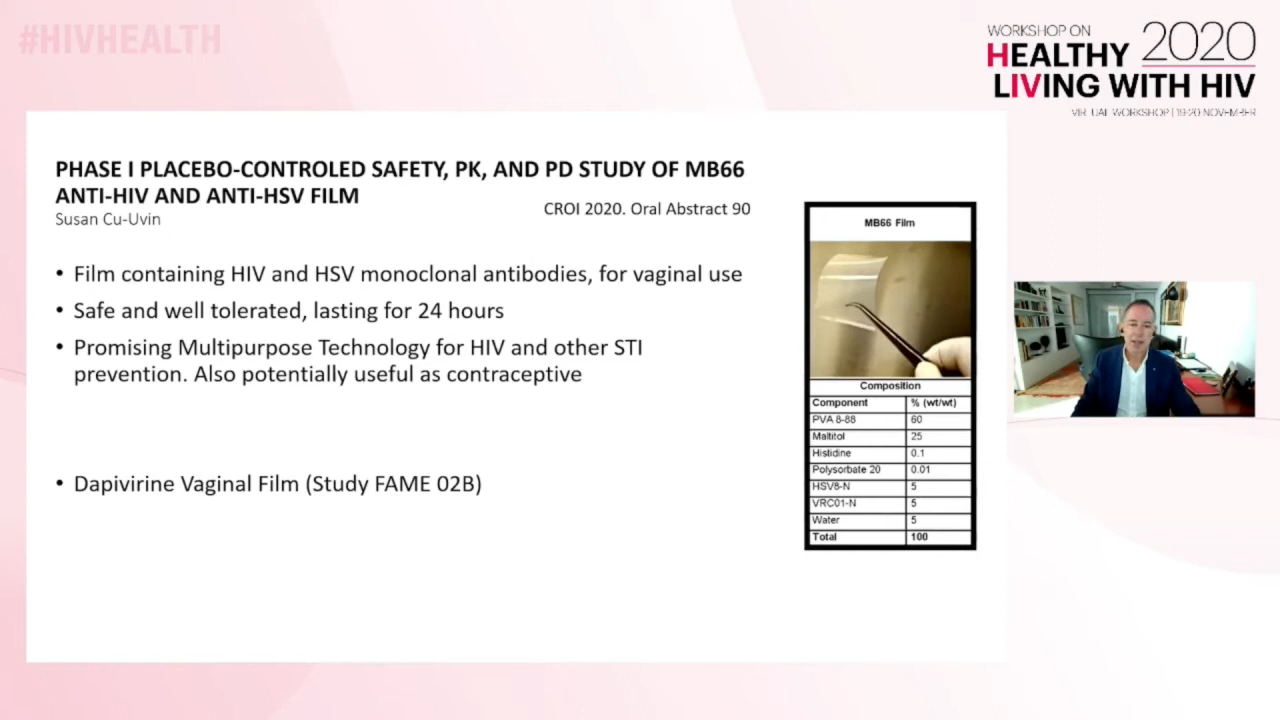 #HIVHEALTH
WORKSHOP ON
HEALTHY 2020
LIVING WITH HIV
VIRTUAL WORKSHOP | 19-20 NOVEMBER
PHASE I PLACEBO-CONTROLED SAFETY, PK, AND PD STUDY OF MB66
ANTI-HIV AND ANTI-HSV FILM
Susan Cu-Uvin
CROI 2020. Oral Abstract 90
• Film containing HIV and HSV monoclonal antibodies, for vaginal use
• Safe and well tolerated, lasting for 24 hours
• Promising Multipurpose Technology for HIV and other STI
prevention. Also potentially useful as contraceptive
• Dapivirine Vaginal Film (Study FAME 02B)
MB66 Film
Composition
Component % (wt/wt)
PVA 8-88 60
Maltitol 25
Histidine 0.1
Polysorbate 20 0.01
HSV8-N 5
VRC01-N 5
Water 5
Total 100